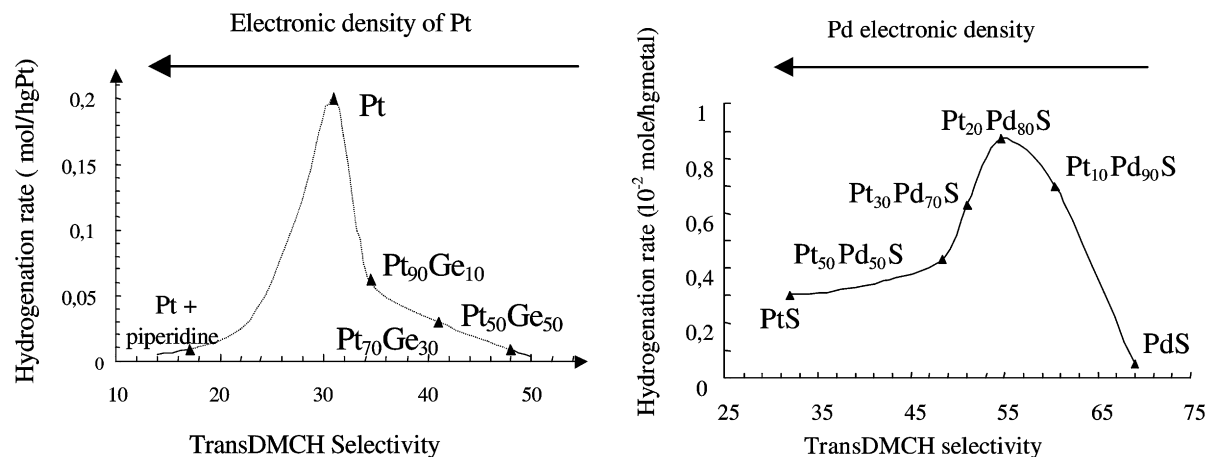 Electronic density of Pt
Hydrogenation rate ( mol/hgPt)
0,2
0,15
0,1
0,05
0
Pt
Pt₉₀Ge₁₀
Pt₅₀Ge₅₀
Pt₇₀Ge₃₀
Pt +
piperidine
10 20 30 40 50
TransDMCH Selectivity
Pd electronic density
Hydrogenation rate (10⁻² mole/hgmetal)
1
0,8
0,6
0,4
0,2
0
Pt₂₀Pd₈₀S
Pt₁₀Pd₉₀S
Pt₃₀Pd₇₀S
Pt₅₀Pd₅₀S
PtS
PdS
25 35 45 55 65 75
TransDMCH selectivity